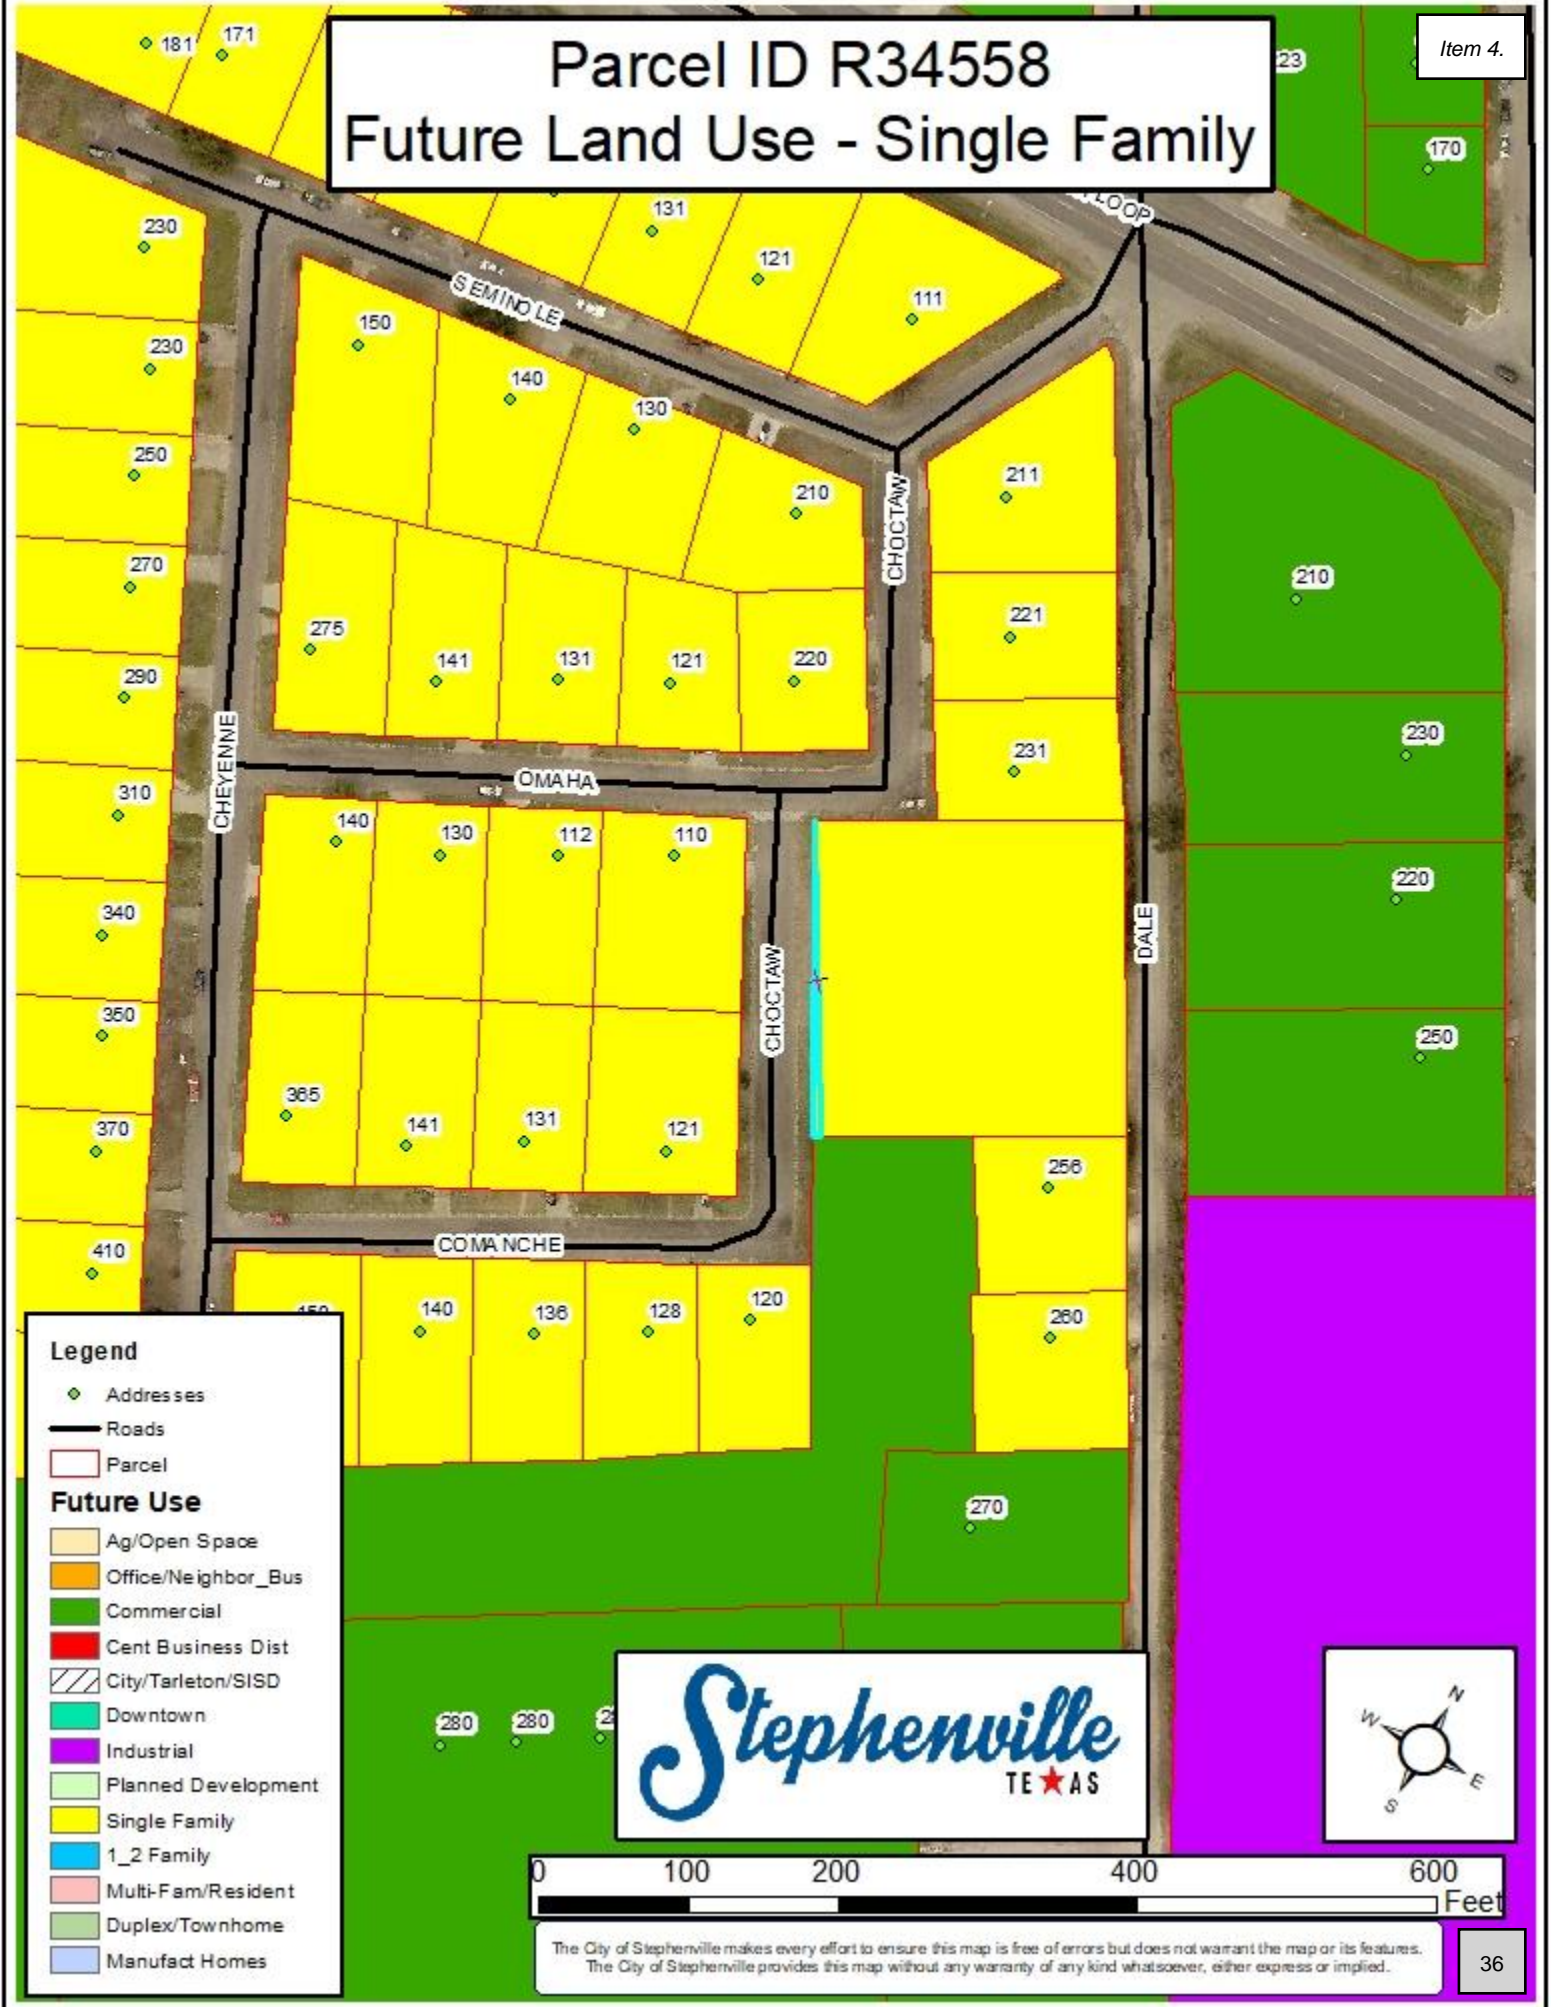 Parcel ID R34558
Future Land Use - Single Family
Item 4.
181
171
170
LOOP
230
131
121
111
SEMINOLE
150
140
130
210
230
250
270
290
310
340
350
370
410
CHEYENNE
CHOCTAW
211
221
231
210
230
220
250
275
141
131
121
220
OMAHA
140
130
112
110
CHOCTAW
DALE
365
141
131
121
256
260
COMANCHE
150
140
136
128
120
270
280
280
Legend
Addresses
Roads
Parcel
Future Use
Ag/Open Space
Office/Neighbor_Bus
Commercial
Cent Business Dist
City/Tarleton/SISD
Downtown
Industrial
Planned Development
Single Family
1_2 Family
Multi-Fam/Resident
Duplex/Townhome
Manufact Homes
Stephenville
TEXAS
N
W
E
S
0 100 200 400 600
Feet
The City of Stephenville makes every effort to ensure this map is free of errors but does not warrant the map or its features.
The City of Stephenville provides this map without any warranty of any kind whatsoever, either express or implied.
36